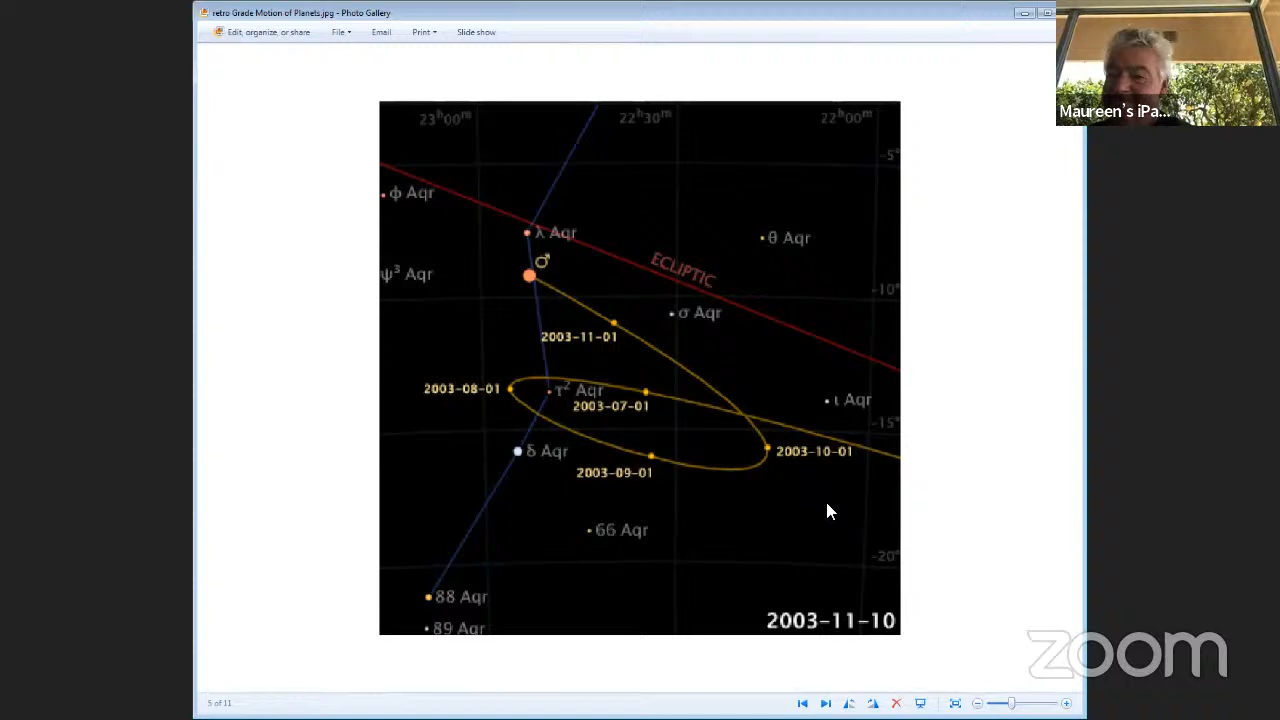 retro Grade Motion of Planets.jpg - Photo Gallery
Edit, organize, or share File Email Print Slide show
Maureen's iPa...
23h00m 22h30m 22h00m
-5°
φ Aqr
λ Aqr
θ Aqr
♂
ECLIPTIC
ψ³ Aqr
-10°
σ Aqr
2003-11-01
2003-08-01
τ² Aqr
2003-07-01
ι Aqr
-15°
δ Aqr
2003-10-01
2003-09-01
66 Aqr
-20°
88 Aqr
2003-11-10
89 Aqr
zoom
5 of 11